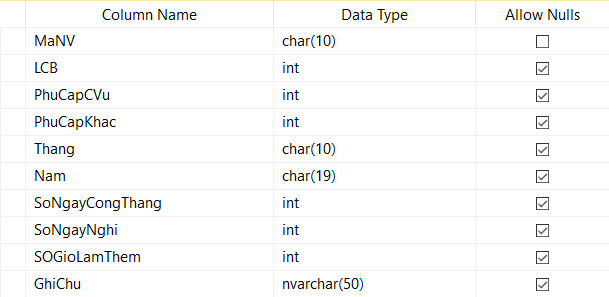 Column Name Data Type Allow Nulls
MaNV char(10)
LCB int
PhuCapCVu int
PhuCapKhac int
Thang char(10)
Nam char(19)
SoNgayCongThang int
SoNgayNghi int
SOGioLamThem int
GhiChu nvarchar(50)